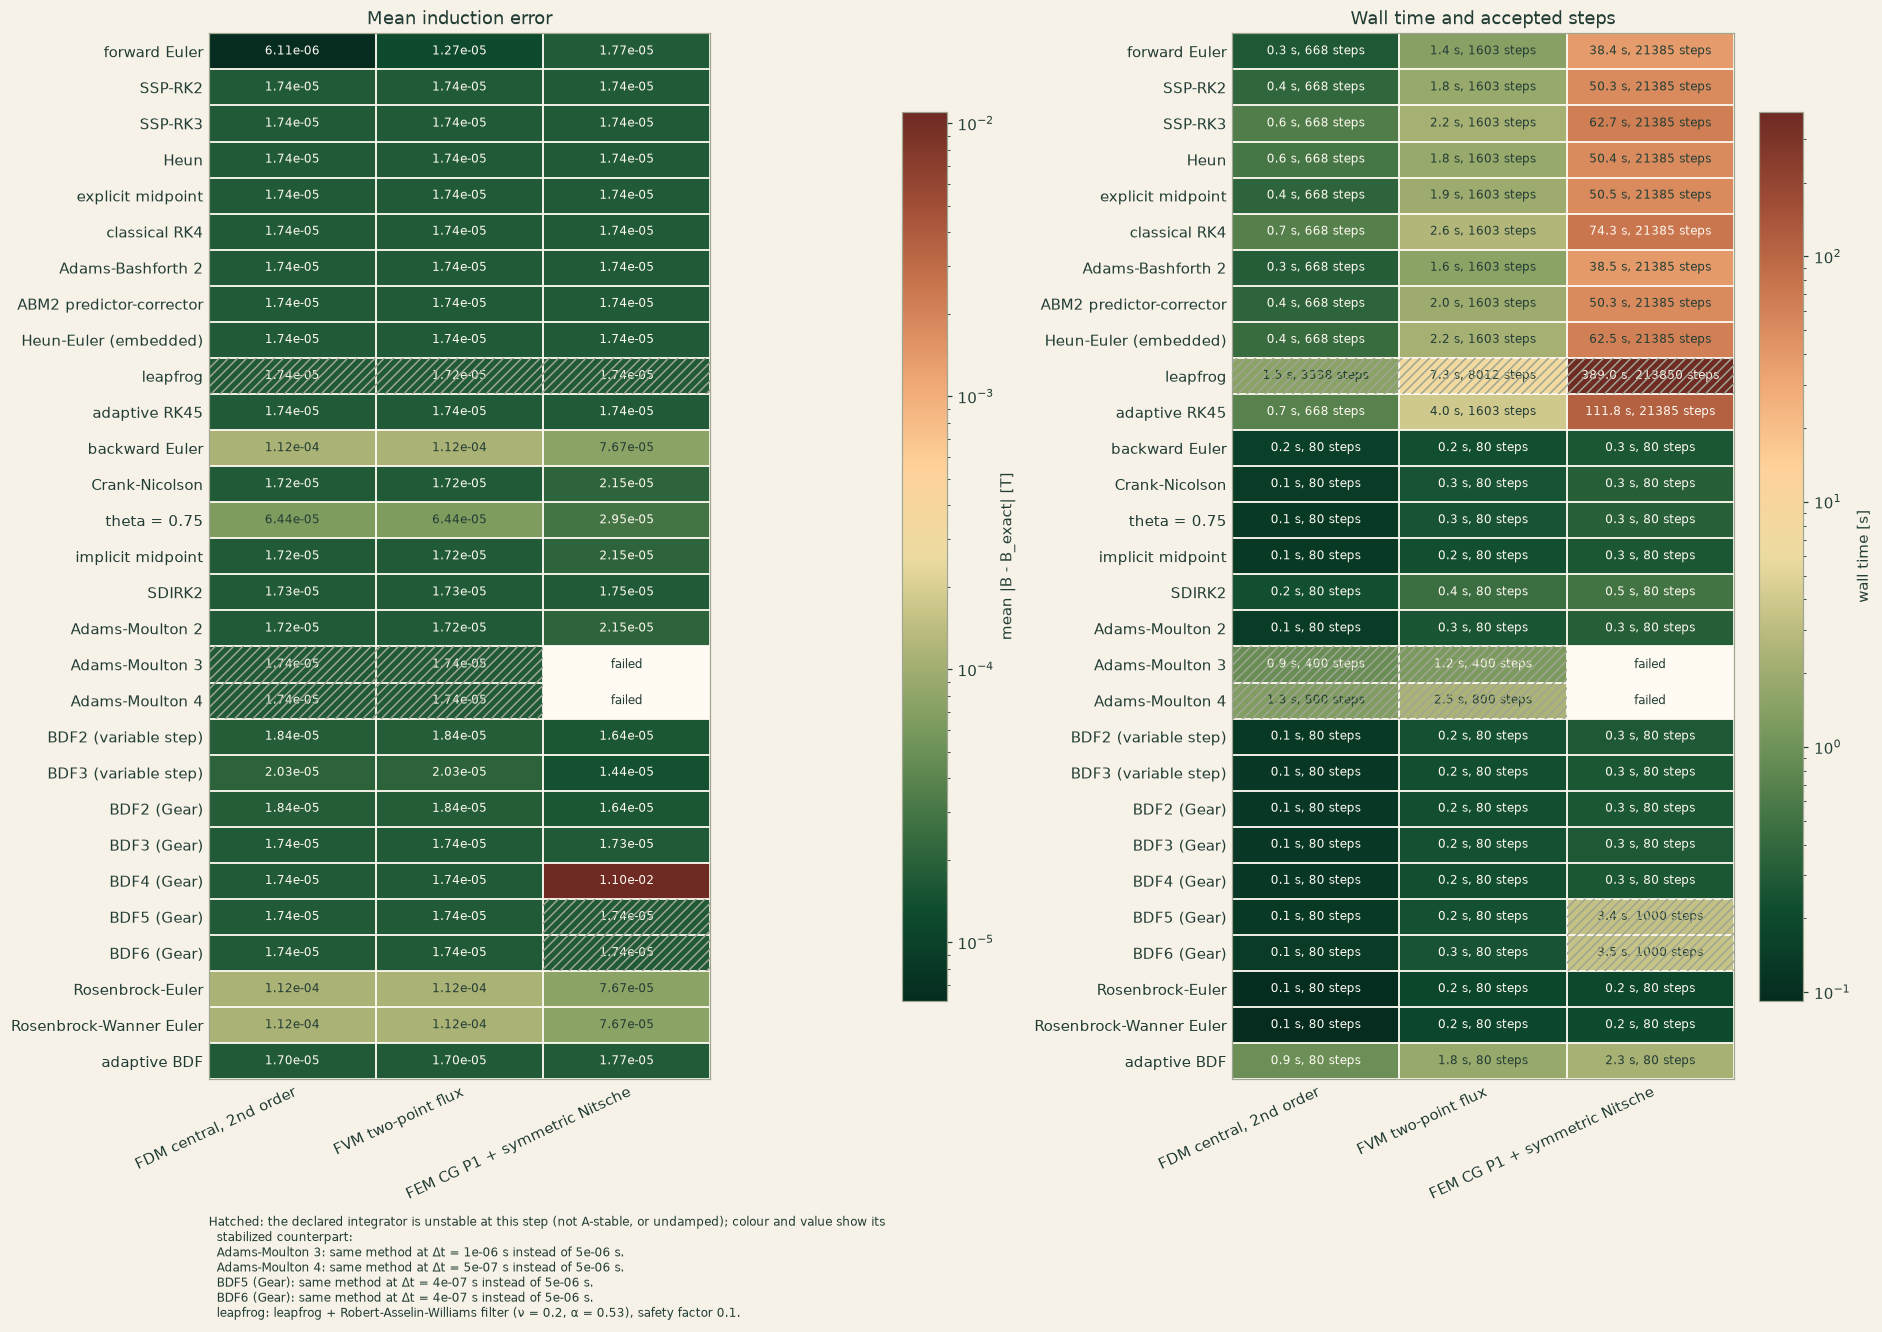 Mean induction error
forward Euler 6.11e-06 1.27e-05 1.77e-05
SSP-RK2 1.74e-05 1.74e-05 1.74e-05
SSP-RK3 1.74e-05 1.74e-05 1.74e-05
Heun 1.74e-05 1.74e-05 1.74e-05
explicit midpoint 1.74e-05 1.74e-05 1.74e-05
classical RK4 1.74e-05 1.74e-05 1.74e-05
Adams-Bashforth 2 1.74e-05 1.74e-05 1.74e-05
ABM2 predictor-corrector 1.74e-05 1.74e-05 1.74e-05
Heun-Euler (embedded) 1.74e-05 1.74e-05 1.74e-05
leapfrog 1.74e-05 1.72e-05 1.74e-05
adaptive RK45 1.74e-05 1.74e-05 1.74e-05
backward Euler 1.12e-04 1.12e-04 7.67e-05
Crank-Nicolson 1.72e-05 1.72e-05 2.15e-05
theta = 0.75 6.44e-05 6.44e-05 2.95e-05
implicit midpoint 1.72e-05 1.72e-05 2.15e-05
SDIRK2 1.73e-05 1.73e-05 1.75e-05
Adams-Moulton 2 1.72e-05 1.72e-05 2.15e-05
Adams-Moulton 3 1.74e-05 1.74e-05 failed
Adams-Moulton 4 1.74e-05 1.74e-05 failed
BDF2 (variable step) 1.84e-05 1.84e-05 1.64e-05
BDF3 (variable step) 2.03e-05 2.03e-05 1.44e-05
BDF2 (Gear) 1.84e-05 1.84e-05 1.64e-05
BDF3 (Gear) 1.74e-05 1.74e-05 1.73e-05
BDF4 (Gear) 1.74e-05 1.74e-05 1.10e-02
BDF5 (Gear) 1.74e-05 1.74e-05 1.74e-05
BDF6 (Gear) 1.74e-05 1.74e-05 1.74e-05
Rosenbrock-Euler 1.12e-04 1.12e-04 7.67e-05
Rosenbrock-Wanner Euler 1.12e-04 1.12e-04 7.67e-05
adaptive BDF 1.70e-05 1.70e-05 1.77e-05
FDM central, 2nd order
FVM two-point flux
FEM CG P1 + symmetric Nitsche
10⁻²
10⁻³
10⁻⁴
10⁻⁵
mean |B - B_exact| [T]
Wall time and accepted steps
forward Euler 0.3 s, 668 steps 1.4 s, 1603 steps 38.4 s, 21385 steps
SSP-RK2 0.4 s, 668 steps 1.8 s, 1603 steps 50.3 s, 21385 steps
SSP-RK3 0.6 s, 668 steps 2.2 s, 1603 steps 62.7 s, 21385 steps
Heun 0.6 s, 668 steps 1.8 s, 1603 steps 50.4 s, 21385 steps
explicit midpoint 0.4 s, 668 steps 1.9 s, 1603 steps 50.5 s, 21385 steps
classical RK4 0.7 s, 668 steps 2.6 s, 1603 steps 74.3 s, 21385 steps
Adams-Bashforth 2 0.3 s, 668 steps 1.6 s, 1603 steps 38.5 s, 21385 steps
ABM2 predictor-corrector 0.4 s, 668 steps 2.0 s, 1603 steps 50.3 s, 21385 steps
Heun-Euler (embedded) 0.4 s, 668 steps 2.2 s, 1603 steps 62.5 s, 21385 steps
leapfrog 1.5 s, 3338 steps 7.3 s, 8012 steps 389.0 s, 213850 steps
adaptive RK45 0.7 s, 668 steps 4.0 s, 1603 steps 111.8 s, 21385 steps
backward Euler 0.2 s, 80 steps 0.2 s, 80 steps 0.3 s, 80 steps
Crank-Nicolson 0.1 s, 80 steps 0.3 s, 80 steps 0.3 s, 80 steps
theta = 0.75 0.1 s, 80 steps 0.3 s, 80 steps 0.3 s, 80 steps
implicit midpoint 0.1 s, 80 steps 0.2 s, 80 steps 0.3 s, 80 steps
SDIRK2 0.2 s, 80 steps 0.4 s, 80 steps 0.5 s, 80 steps
Adams-Moulton 2 0.1 s, 80 steps 0.3 s, 80 steps 0.3 s, 80 steps
Adams-Moulton 3 0.9 s, 400 steps 1.2 s, 400 steps failed
Adams-Moulton 4 1.3 s, 800 steps 2.5 s, 800 steps failed
BDF2 (variable step) 0.1 s, 80 steps 0.2 s, 80 steps 0.3 s, 80 steps
BDF3 (variable step) 0.1 s, 80 steps 0.2 s, 80 steps 0.3 s, 80 steps
BDF2 (Gear) 0.1 s, 80 steps 0.2 s, 80 steps 0.3 s, 80 steps
BDF3 (Gear) 0.1 s, 80 steps 0.2 s, 80 steps 0.3 s, 80 steps
BDF4 (Gear) 0.1 s, 80 steps 0.2 s, 80 steps 0.3 s, 80 steps
BDF5 (Gear) 0.1 s, 80 steps 0.2 s, 80 steps 3.4 s, 1000 steps
BDF6 (Gear) 0.1 s, 80 steps 0.3 s, 80 steps 3.5 s, 1000 steps
Rosenbrock-Euler 0.1 s, 80 steps 0.2 s, 80 steps 0.2 s, 80 steps
Rosenbrock-Wanner Euler 0.1 s, 80 steps 0.2 s, 80 steps 0.2 s, 80 steps
adaptive BDF 0.9 s, 80 steps 1.8 s, 80 steps 2.3 s, 80 steps
FDM central, 2nd order
FVM two-point flux
FEM CG P1 + symmetric Nitsche
10²
10¹
10⁰
10⁻¹
wall time [s]
Hatched: the declared integrator is unstable at this step (not A-stable, or undamped); colour and value show its
stabilized counterpart:
Adams-Moulton 3: same method at Δt = 1e-06 s instead of 5e-06 s.
Adams-Moulton 4: same method at Δt = 5e-07 s instead of 5e-06 s.
BDF5 (Gear): same method at Δt = 4e-07 s instead of 5e-06 s.
BDF6 (Gear): same method at Δt = 4e-07 s instead of 5e-06 s.
leapfrog: leapfrog + Robert-Asselin-Williams filter (ν = 0.2, α = 0.53), safety factor 0.1.